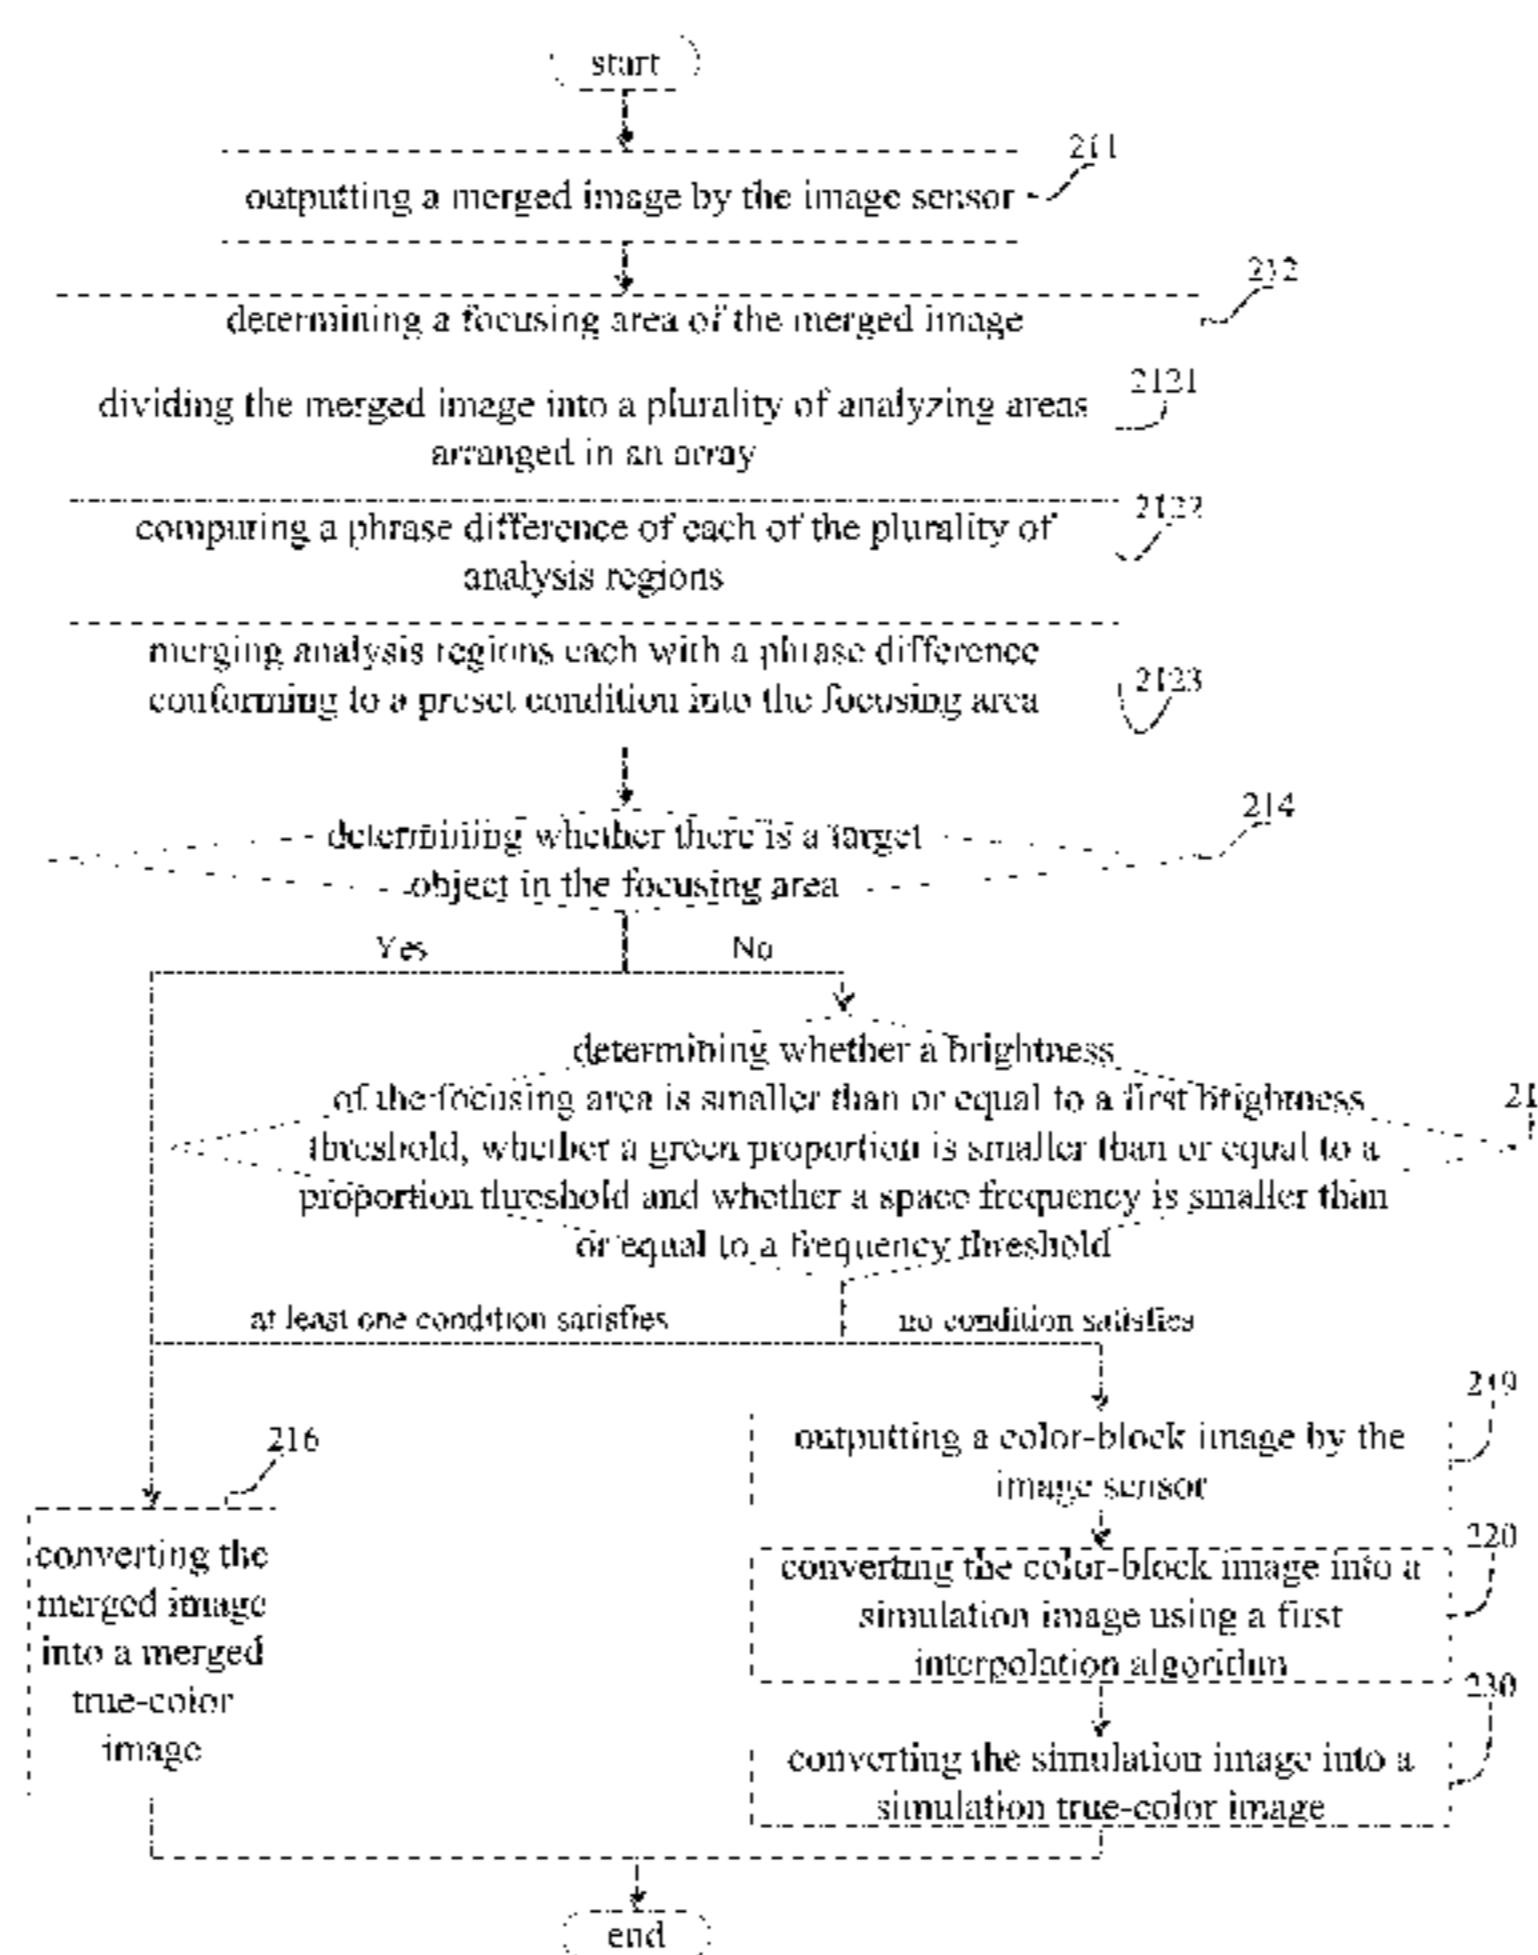 start
211
outputting a merged image by the image sensor
212
determining a focusing area of the merged image
2121
dividing the merged image into a plurality of analyzing areas
arranged in an array
2122
computing a phrase difference of each of the plurality of
analysis regions
merging analysis regions each with a phrase difference
conforming to a preset condition into the focusing area
2123
214
determining whether there is a target
object in the focusing area
Yes
No
determining whether a brightness
of the focusing area is smaller than or equal to a first brightness
threshold, whether a green proportion is smaller than or equal to a
proportion threshold and whether a space frequency is smaller than
or equal to a frequency threshold
at least one condition satisfies
no condition satisfies
219
outputting a color-block image by the
image sensor
216
converting the
merged image
into a merged
true-color
image
220
converting the color-block image into a
simulation image using a first
interpolation algorithm
230
converting the simulation image into a
simulation true-color image
end